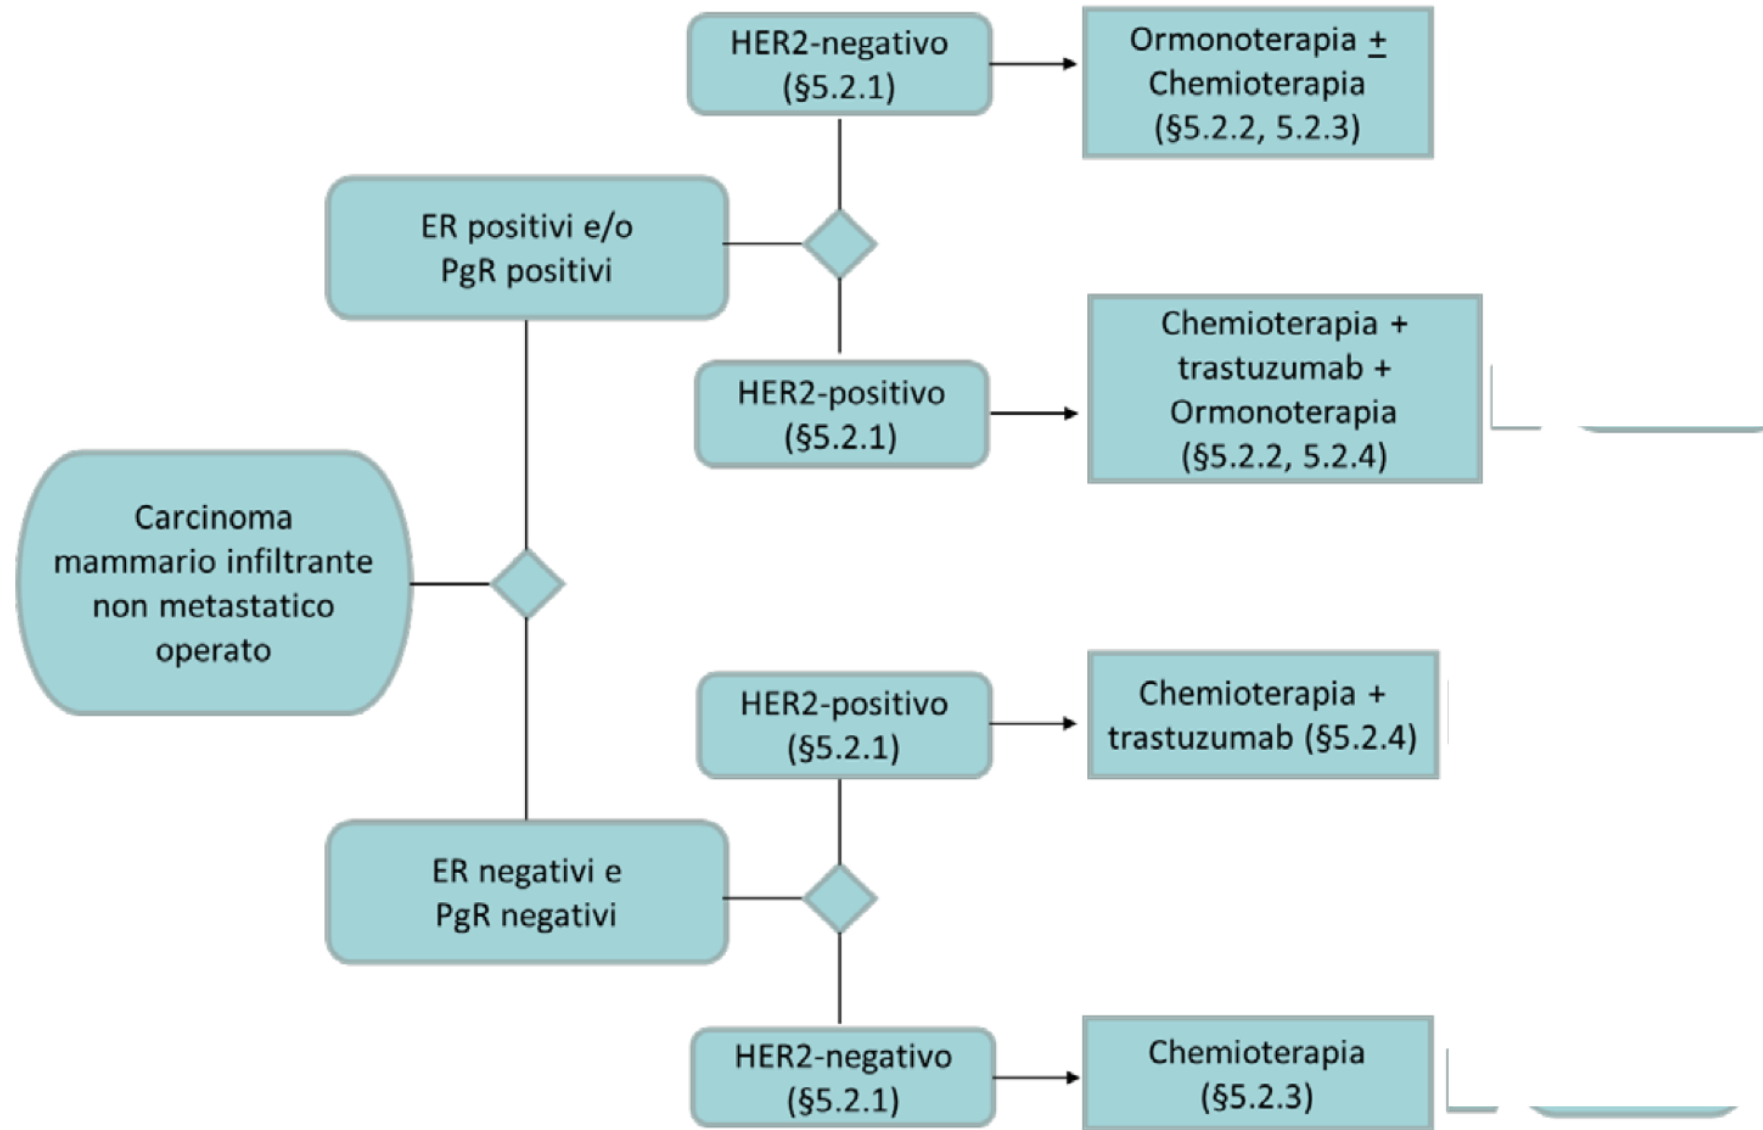 HER2-negativo
(§5.2.1)
Ormonoterapia ±
Chemioterapia
(§5.2.2, 5.2.3)
ER positivi e/o
PgR positivi
HER2-positivo
(§5.2.1)
Chemioterapia +
trastuzumab +
Ormonoterapia
(§5.2.2, 5.2.4)
Carcinoma
mammario infiltrante
non metastatico
operato
HER2-positivo
(§5.2.1)
Chemioterapia +
trastuzumab (§5.2.4)
ER negativi e
PgR negativi
HER2-negativo
(§5.2.1)
Chemioterapia
(§5.2.3)